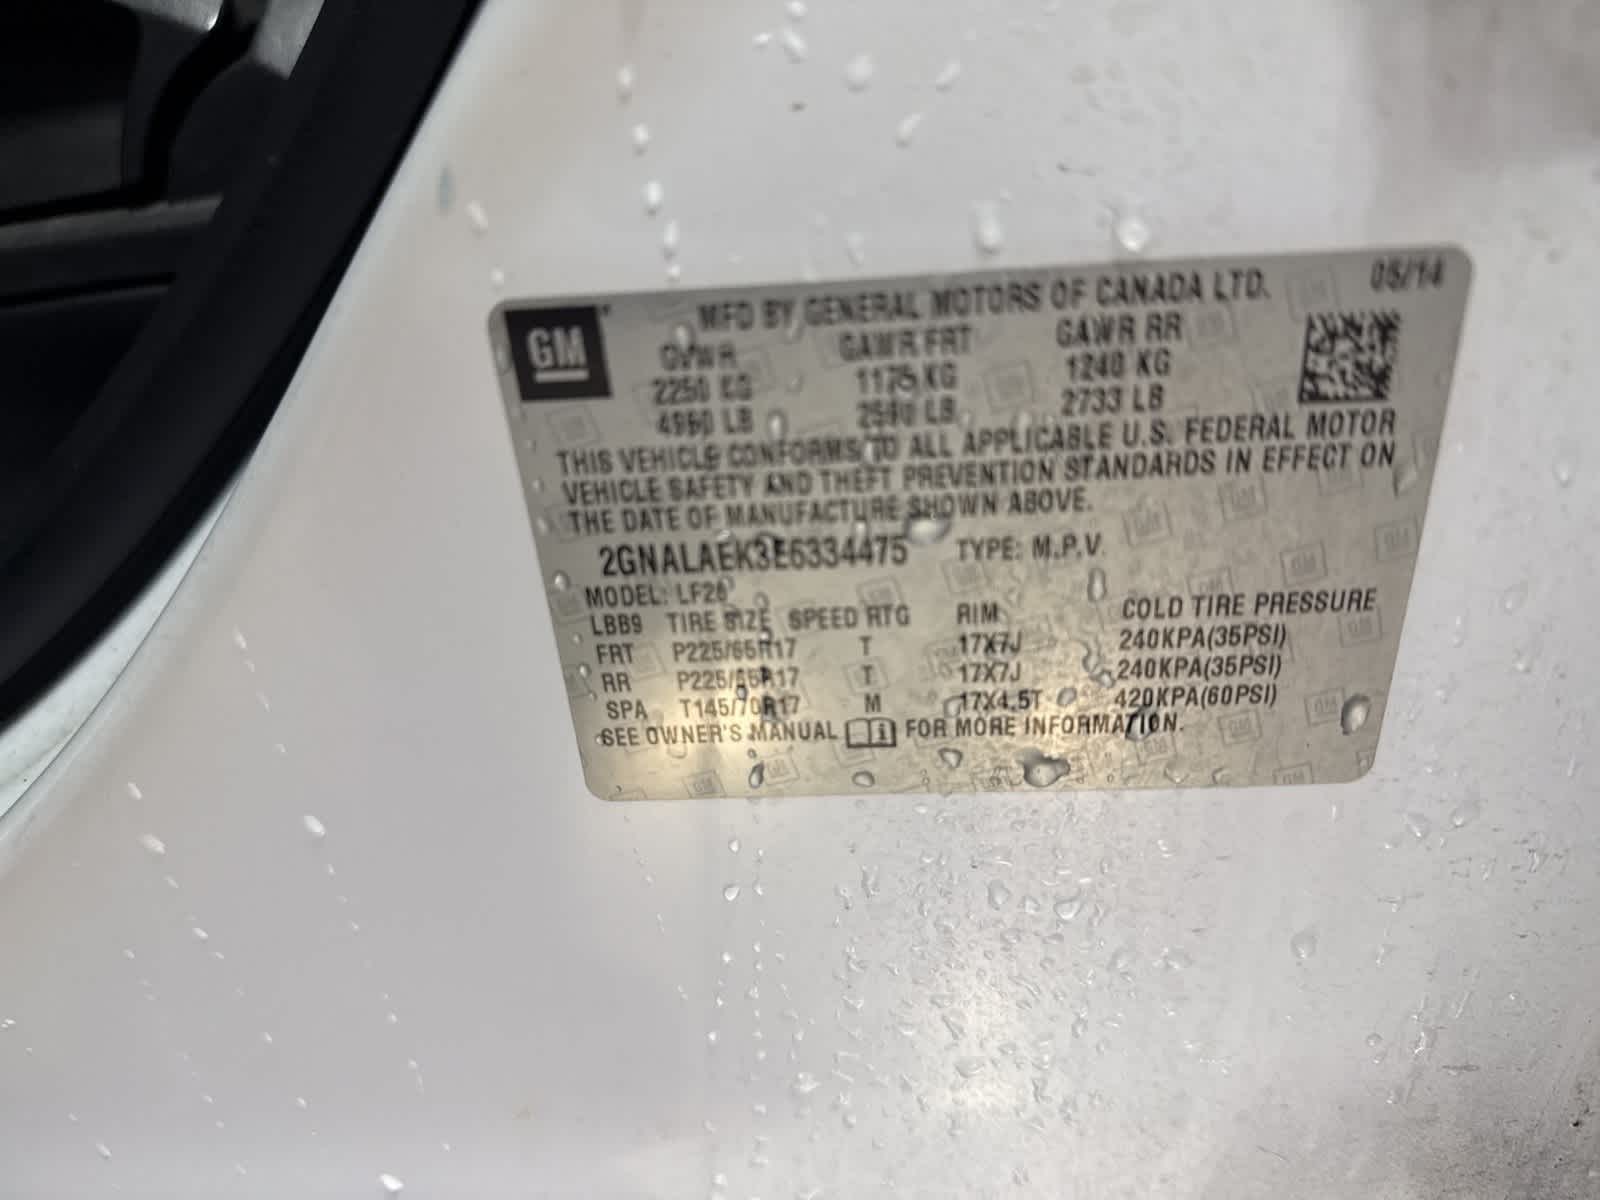 GM
MFD BY GENERAL MOTORS OF CANADA LTD. 05/14
GVWR GAWR FRT GAWR RR
2250 KG 1175 KG 1240 KG
4960 LB 2590 LB 2733 LB
THIS VEHICLE CONFORMS TO ALL APPLICABLE U.S. FEDERAL MOTOR
VEHICLE SAFETY AND THEFT PREVENTION STANDARDS IN EFFECT ON
THE DATE OF MANUFACTURE SHOWN ABOVE.
2GNALAEK3E6334475 TYPE: M.P.V.
MODEL: LF26
LBB9 TIRE SIZE SPEED RTG RIM COLD TIRE PRESSURE
FRT P225/65R17 T 17X7J 240KPA(35PSI)
RR P225/65R17 T 17X7J 240KPA(35PSI)
SPA T145/70R17 M 17X4.5T 420KPA(60PSI)
SEE OWNER'S MANUAL FOR MORE INFORMATION.